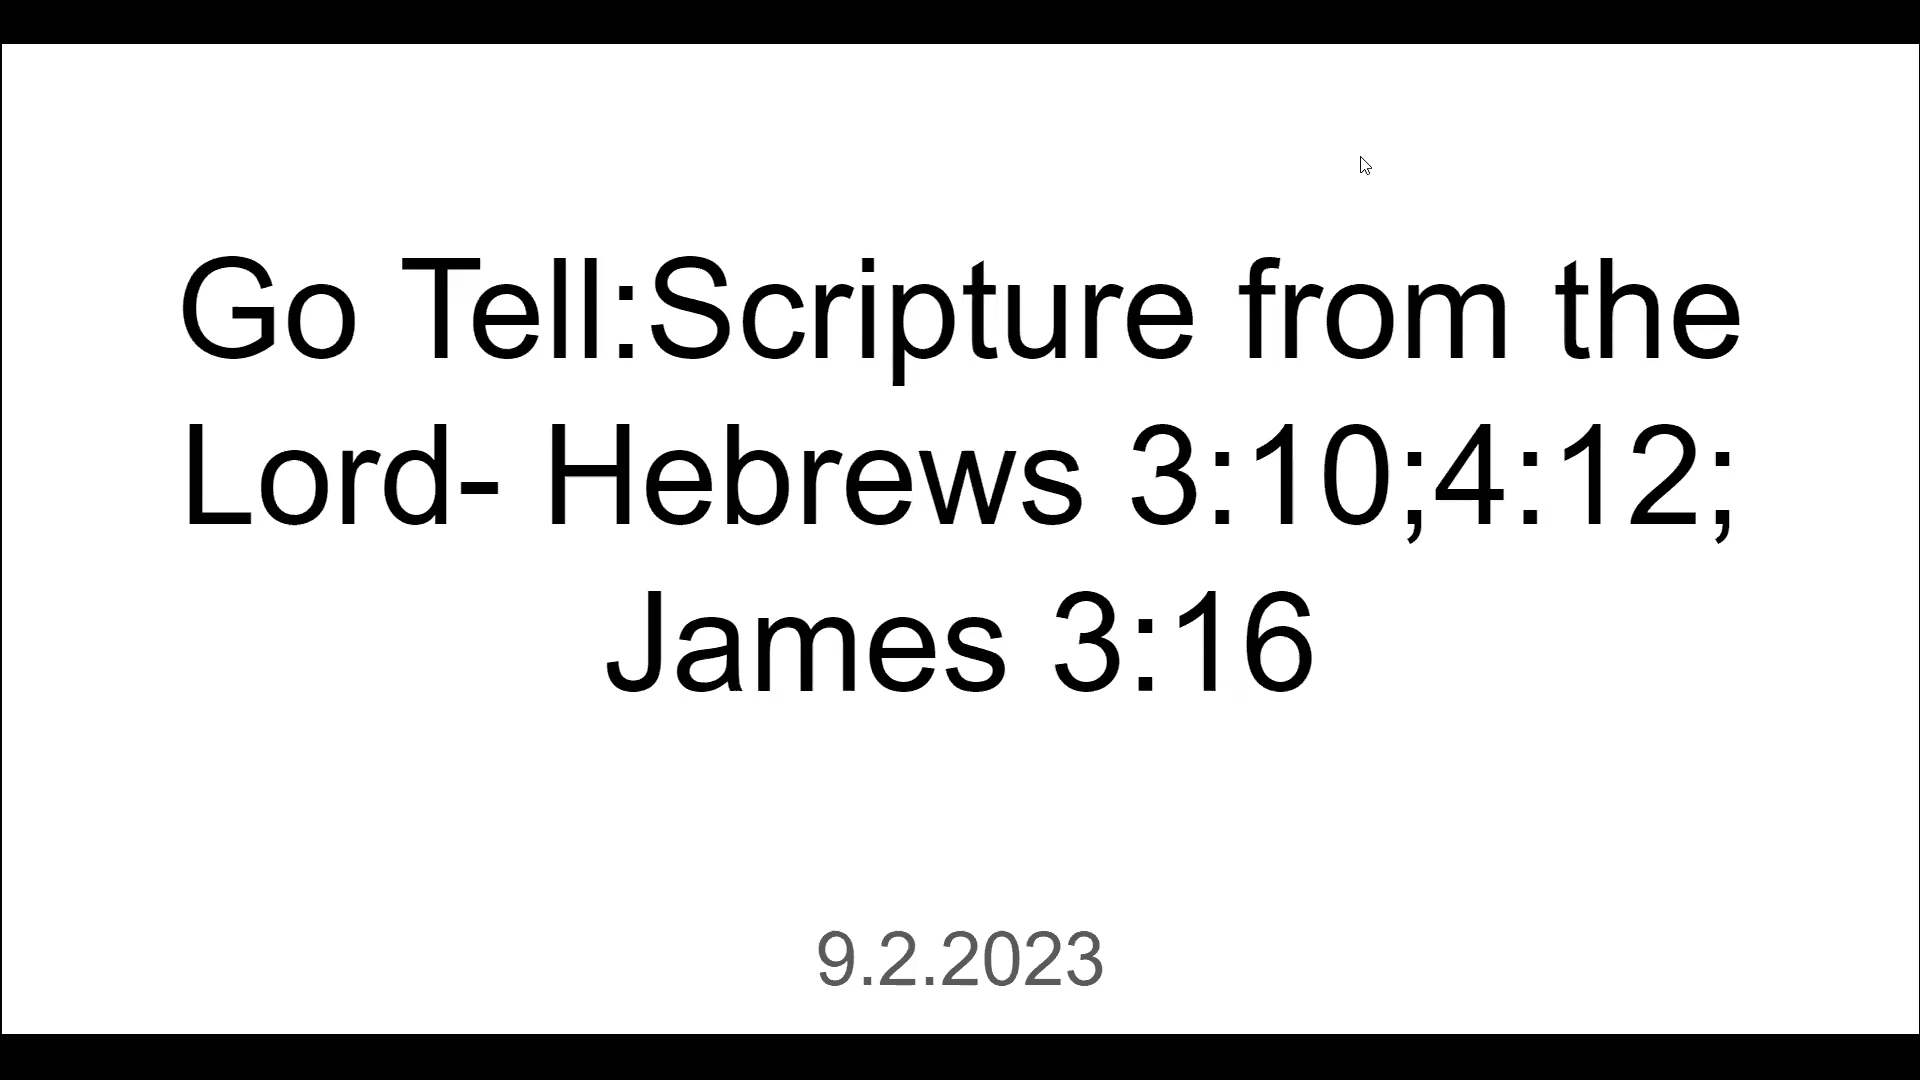 Go Tell:Scripture from the
Lord- Hebrews 3:10;4:12;
James 3:16
9.2.2023